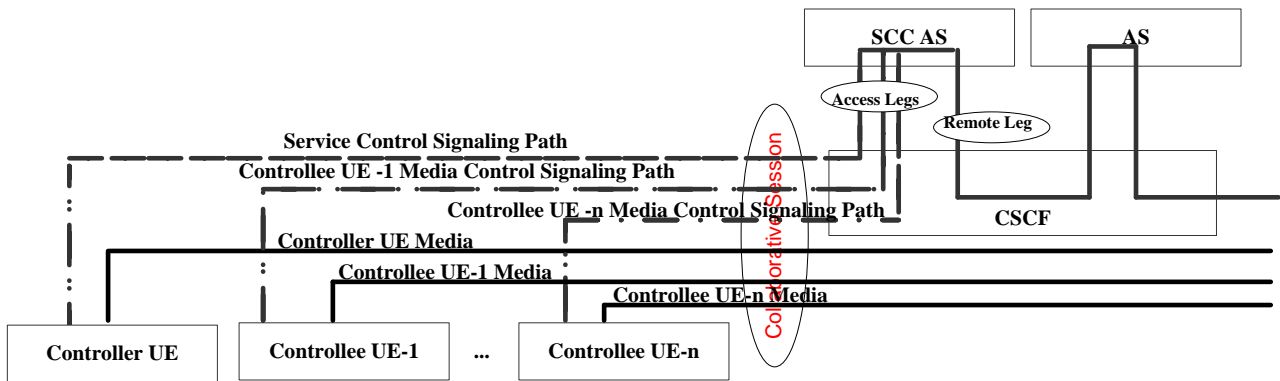 SCC AS
AS
Access Legs
Remote Leg
Service Control Signaling Path
Controllee UE -1 Media Control Signaling Path
Controllee UE -n Media Control Signaling Path
CSCF
Collaborative Session
Controller UE Media
Controllee UE-1 Media
Controllee UE-n Media
Controller UE
Controllee UE-1
...
Controllee UE-n